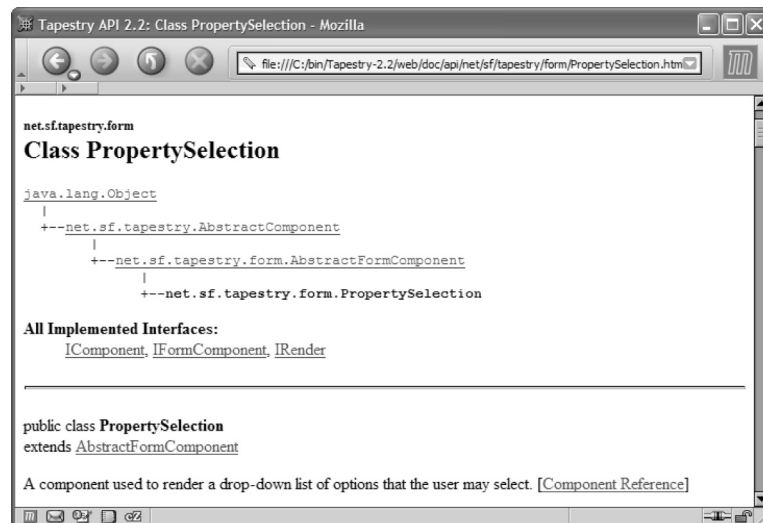 Tapestry API 2.2: Class PropertySelection - Mozilla
file:///C:/bin/Tapestry-2.2/web/doc/api/net/sf/tapestry/form/PropertySelection.htm
net.sf.tapestry.form
Class PropertySelection
java.lang.Object
|
+--net.sf.tapestry.AbstractComponent
|
+--net.sf.tapestry.form.AbstractFormComponent
|
+--net.sf.tapestry.form.PropertySelection
All Implemented Interfaces:
IComponent, IFormComponent, IRender
public class PropertySelection
extends AbstractFormComponent
A component used to render a drop-down list of options that the user may select. [Component Reference]